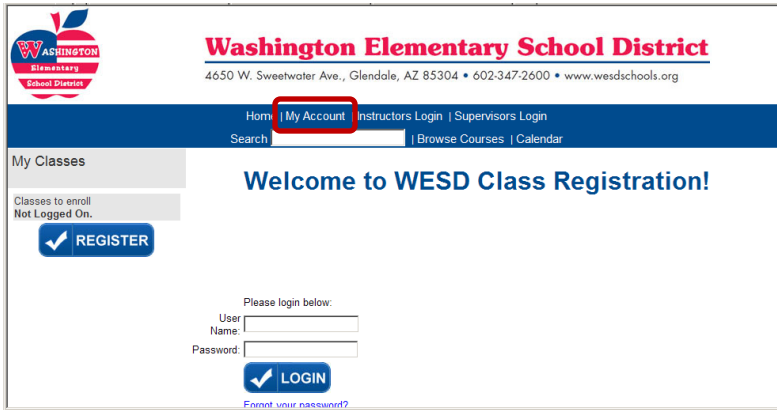 WASHINGTON
Elementary
School District
Washington Elementary School District
4650 W. Sweetwater Ave., Glendale, AZ 85304 • 602-347-2600 • www.wesdschools.org
Home | My Account | Instructors Login | Supervisors Login
Search | Browse Courses | Calendar
My Classes
Classes to enroll
Not Logged On.
REGISTER
Welcome to WESD Class Registration!
Please login below:
User
Name:
Password:
LOGIN
Forgot your password?